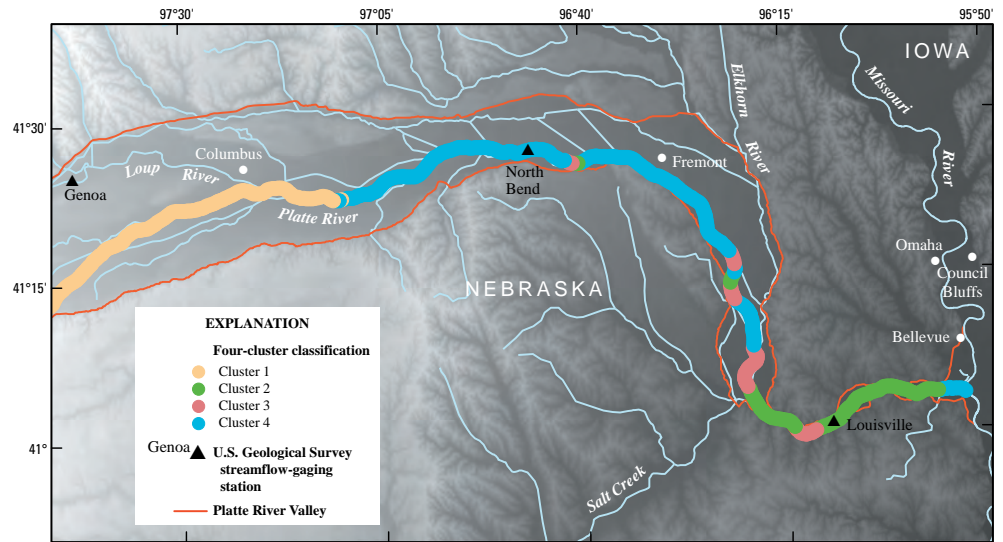 97°30'
97°05'
96°40'
96°15'
95°50'
IOWA
Missouri
River
Elkhorn
River
41°30'
Columbus
Loup
River
Genoa
Platte River
North
Bend
Fremont
Omaha
Council
Bluffs
41°15'
NEBRASKA
Bellevue
EXPLANATION
Four-cluster classification
Cluster 1
Cluster 2
Cluster 3
Cluster 4
Genoa
U.S. Geological Survey
streamflow-gaging
station
Platte River Valley
Louisville
41°
Salt Creek